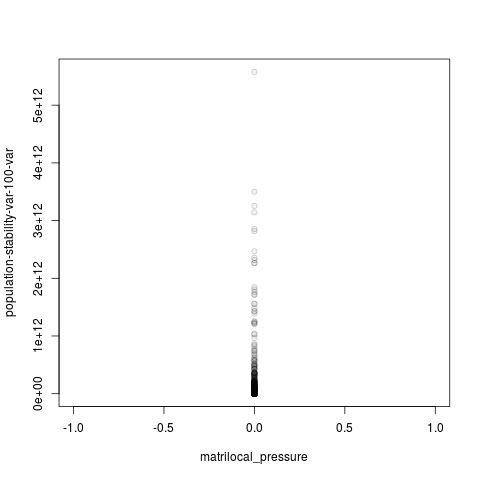 population-stability-var-100-var
5e+12
4e+12
3e+12
2e+12
1e+12
0e+00
-1.0 -0.5 0.0 0.5 1.0
matrilocal_pressure